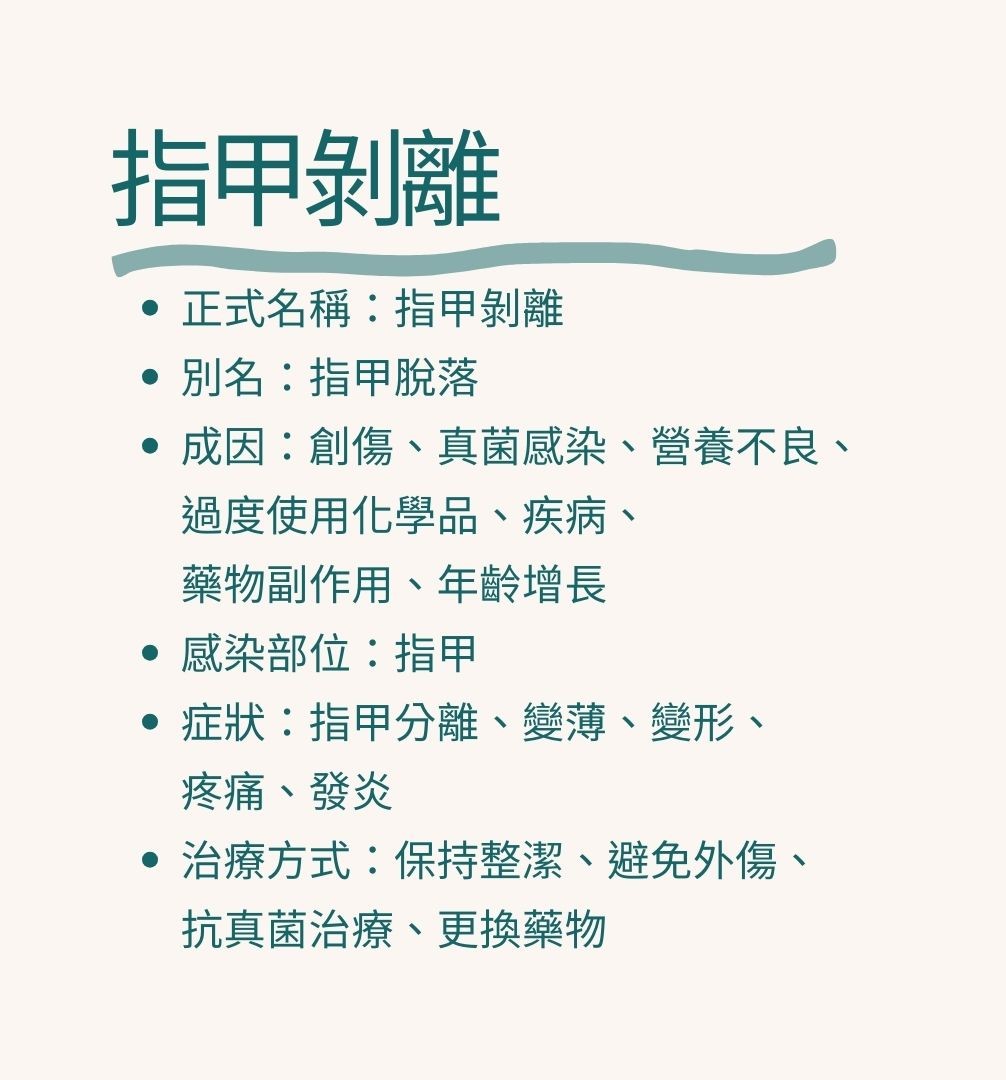 指甲剝離
• 正式名稱：指甲剝離
• 別名：指甲脫落
• 成因：創傷、真菌感染、營養不良、
過度使用化學品、疾病、
藥物副作用、年齡增長
• 感染部位：指甲
• 症狀：指甲分離、變薄、變形、
疼痛、發炎
• 治療方式：保持整潔、避免外傷、
抗真菌治療、更換藥物